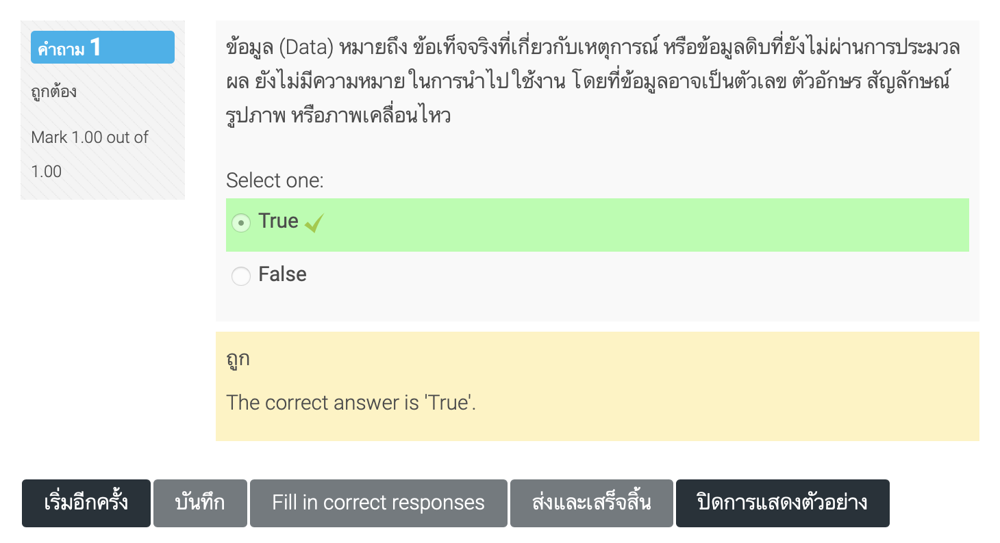 คำถาม 1
ถูกต้อง
Mark 1.00 out of
1.00
ข้อมูล (Data) หมายถึง ข้อเท็จจริงที่เกี่ยวกับเหตุการณ์ หรือข้อมูลดิบที่ยังไม่ผ่านการประมวล
ผล ยังไม่มีความหมาย ในการนำไป ใช้งาน โดยที่ข้อมูลอาจเป็นตัวเลข ตัวอักษร สัญลักษณ์
รูปภาพ หรือภาพเคลื่อนไหว
Select one:
True
False
ถูก
The correct answer is 'True'.
เริ่มอีกครั้ง บันทึก Fill in correct responses ส่งและเสร็จสิ้น ปิดการแสดงตัวอย่าง